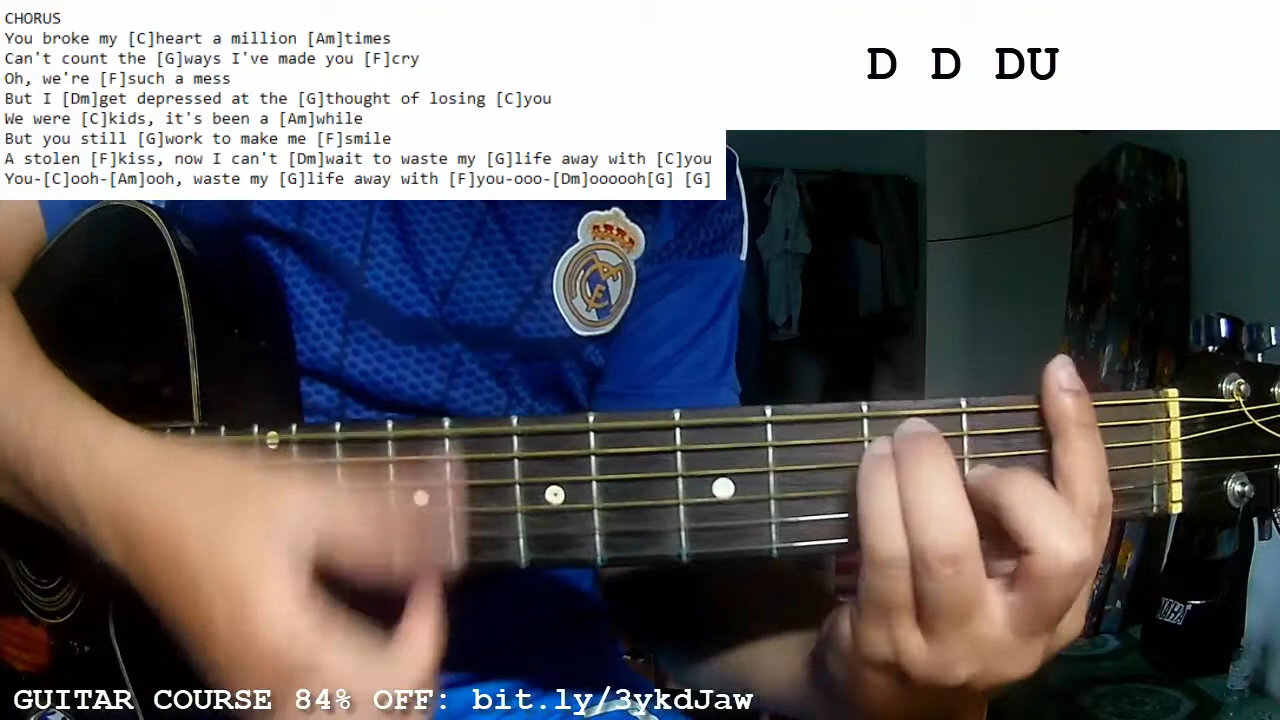 CHORUS
You broke my [C]heart a million [Am]times
Can't count the [G]ways I've made you [F]cry
Oh, we're [F]such a mess
But I [Dm]get depressed at the [G]thought of losing [C]you
We were [C]kids, it's been a [Am]while
But you still [G]work to make me [F]smile
A stolen [F]kiss, now I can't [Dm]wait to waste my [G]life away with [C]you
You-[C]ooh-[Am]ooh, waste my [G]life away with [F]you-ooo-[Dm]oooooh[G] [G]
D D DU
GUITAR COURSE 84% OFF: bit.ly/3ykdJaw